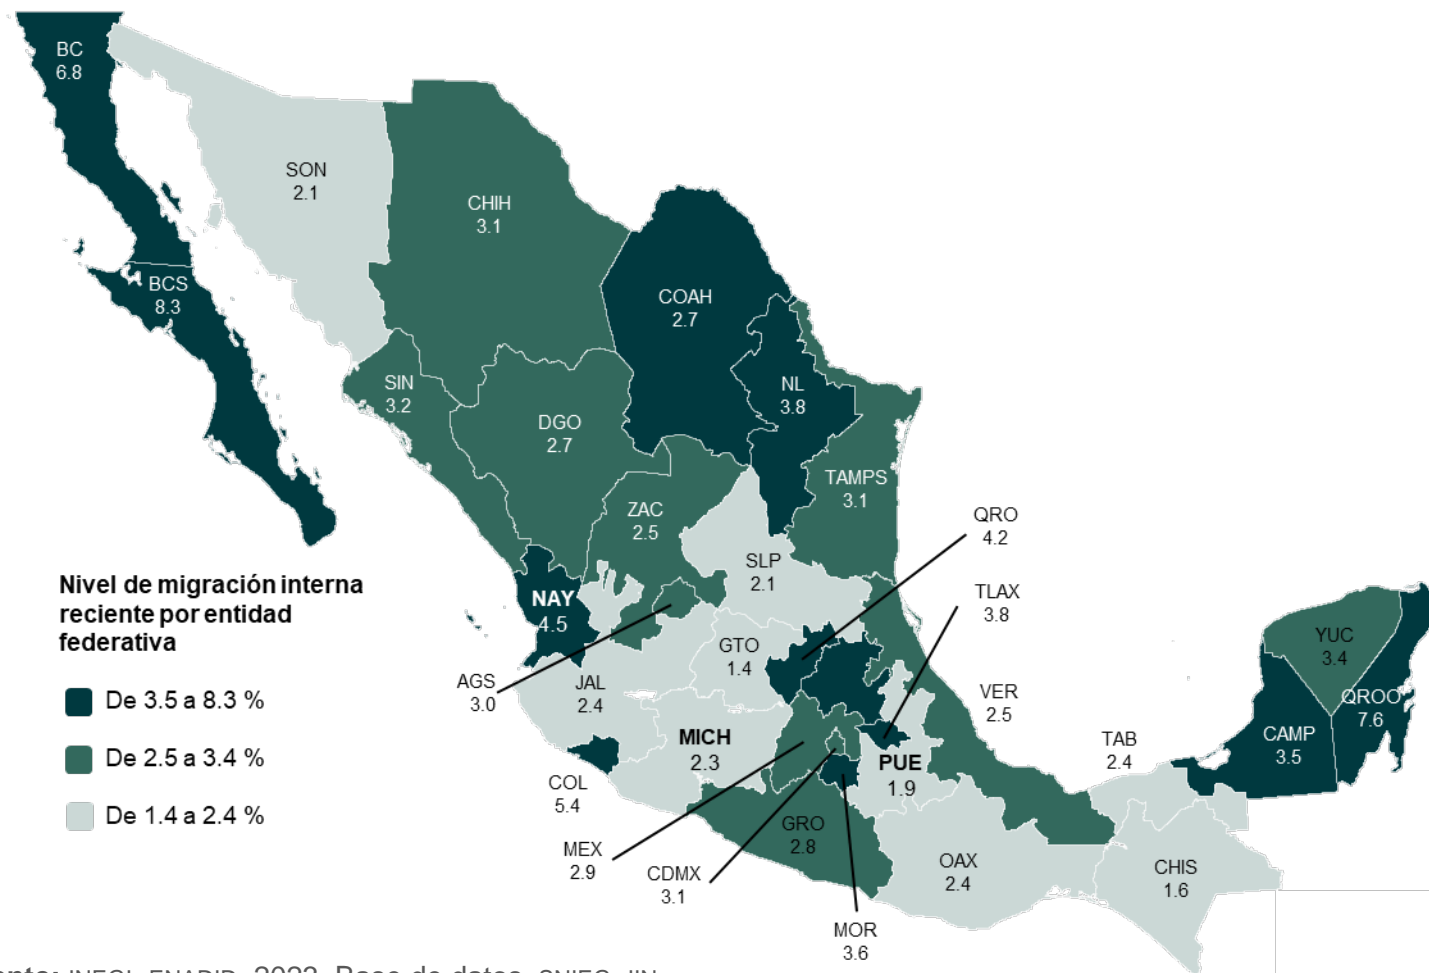 BC
6.8
SON
2.1
CHIH
3.1
COAH
2.7
BCS
8.3
NL
3.8
SIN
3.2
DGO
2.7
TAMPS
3.1
ZAC
2.5
QRO
4.2
SLP
2.1
TLAX
3.8
Nivel de migración interna
reciente por entidad
federativa
De 3.5 a 8.3 %
De 2.5 a 3.4 %
De 1.4 a 2.4 %
NAY
4.5
GTO
1.4
YUC
3.4
AGS
3.0
JAL
2.4
VER
2.5
QROO
7.6
MICH
2.3
TAB
2.4
CAMP
3.5
PUE
1.9
COL
5.4
GRO
2.8
MEX
2.9
CDMX
3.1
OAX
2.4
CHIS
1.6
MOR
3.6